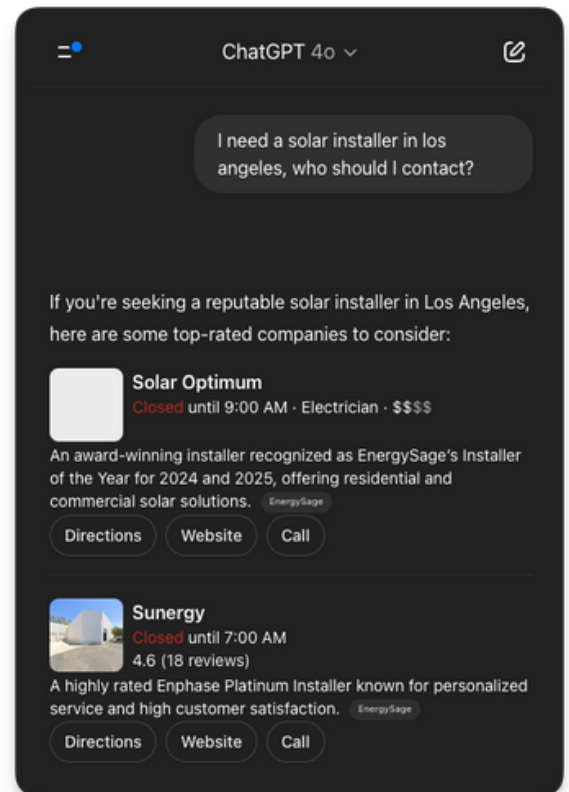 ChatGPT 4o
I need a solar installer in los
angeles, who should I contact?
If you're seeking a reputable solar installer in Los Angeles,
here are some top-rated companies to consider:
Solar Optimum
Closed until 9:00 AM · Electrician · $$$$
An award-winning installer recognized as EnergySage's Installer
of the Year for 2024 and 2025, offering residential and
commercial solar solutions. EnergySage
Directions Website Call
Sunergy
Closed until 7:00 AM
4.6 (18 reviews)
A highly rated Enphase Platinum Installer known for personalized
service and high customer satisfaction. EnergySage
Directions Website Call